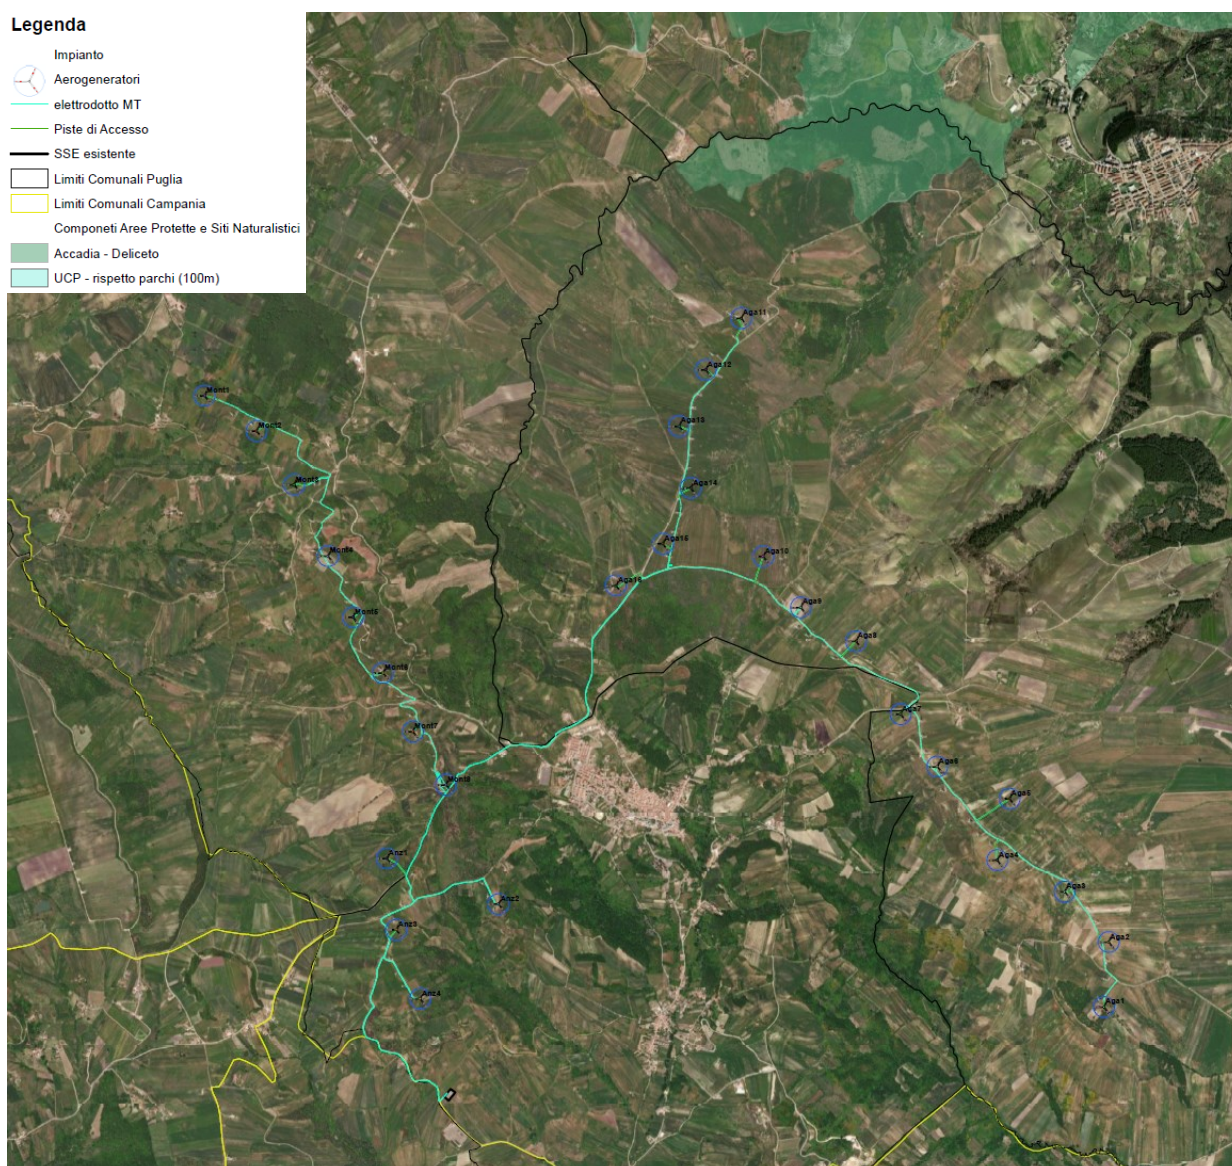 Legenda
Impianto
Aerogeneratori
elettrodotto MT
Piste di Accesso
SSE esistente
Limiti Comunali Puglia
Limiti Comunali Campania
Componeti Aree Protette e Siti Naturalistici
Accadia - Deliceto
UCP - rispetto parchi (100m)
Aga11
Aga12
Mont1
Aga13
Mont2
Mont3
Aga14
Aga15
Mont4
Aga10
Aga16
Aga9
Mont5
Aga8
Mont6
Aga7
Mont7
Aga6
Mont8
Aga5
Anz1
Aga4
Aga3
Anz2
Anz3
Aga2
Anz4
Aga1